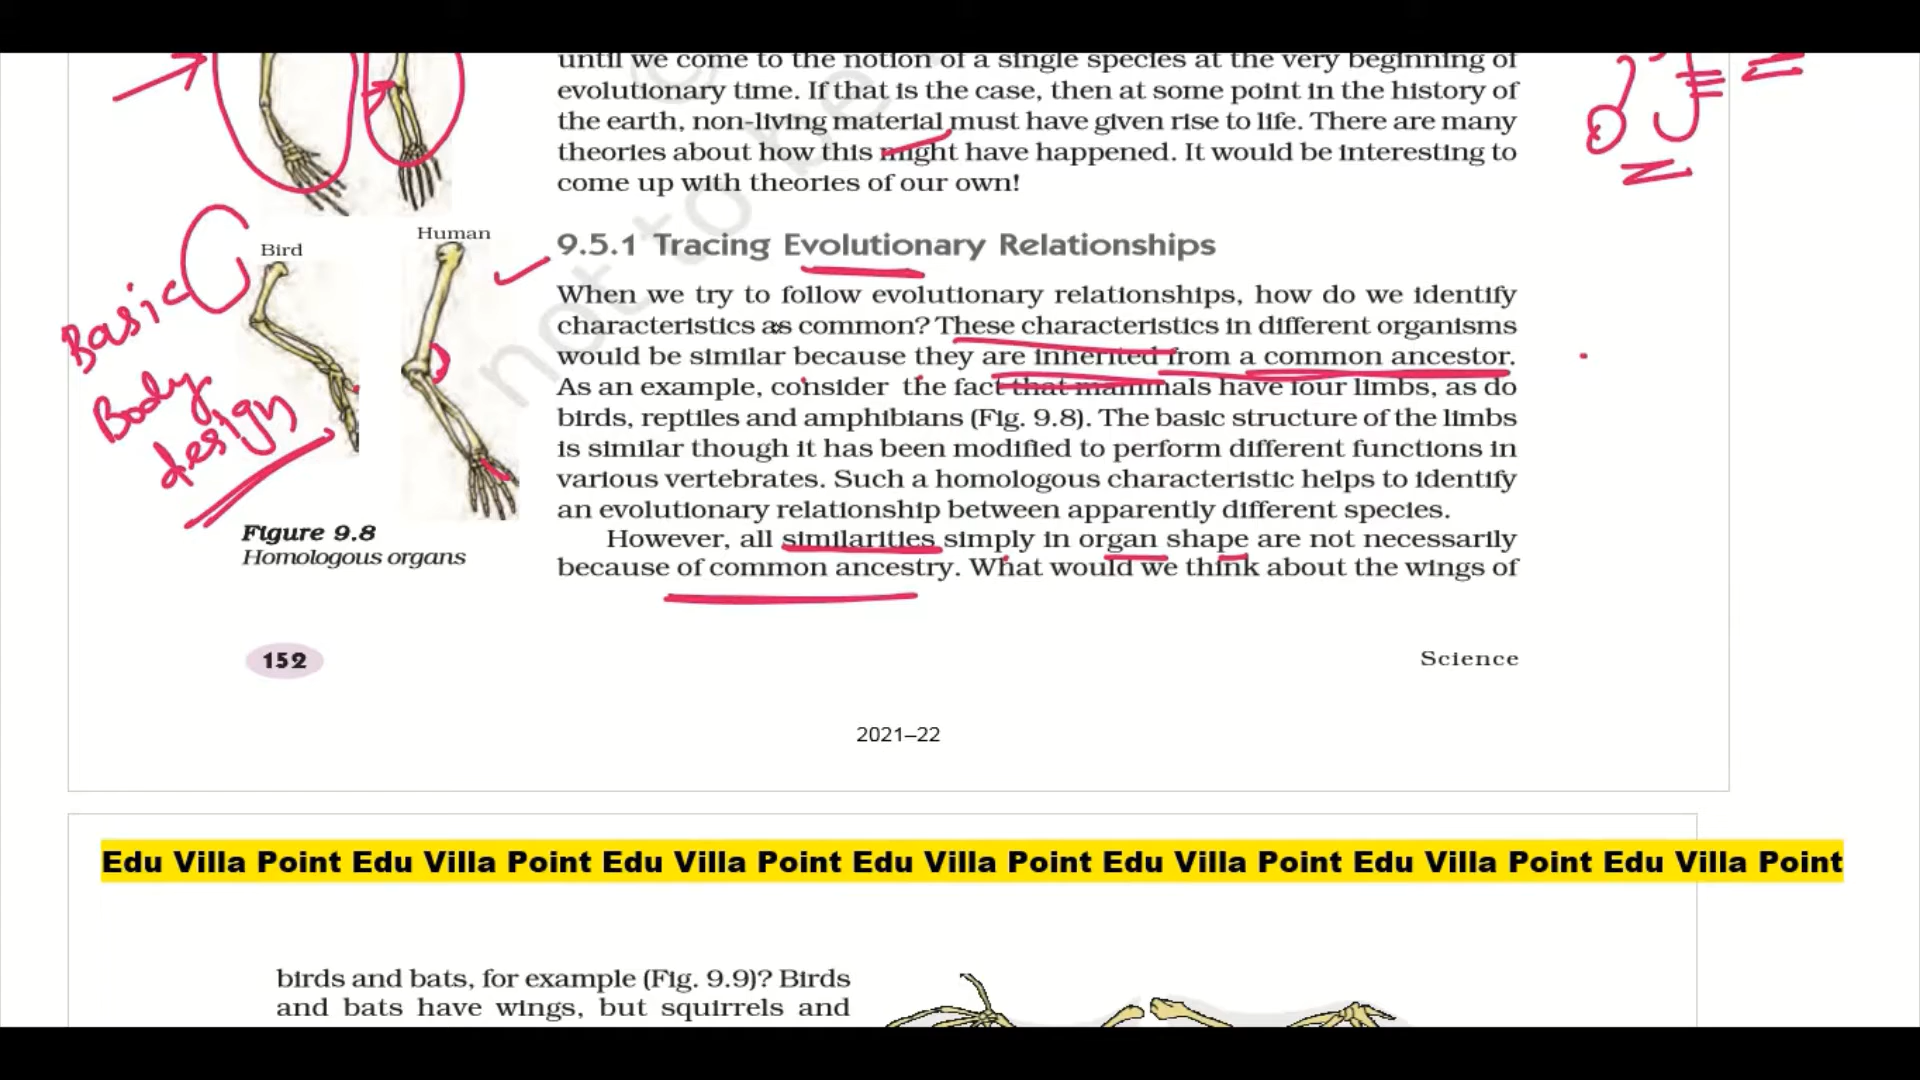 until we come to the notion of a single species at the very beginning of
evolutionary time. If that is the case, then at some point in the history of
the earth, non-living material must have given rise to life. There are many
theories about how this might have happened. It would be interesting to
come up with theories of our own!
Bird
Human
Basic
Body
design
Figure 9.8
Homologous organs
9.5.1 Tracing Evolutionary Relationships
When we try to follow evolutionary relationships, how do we identify
characteristics as common? These characteristics in different organisms
would be similar because they are inherited from a common ancestor.
As an example, consider the fact that mammals have four limbs, as do
birds, reptiles and amphibians (Fig. 9.8). The basic structure of the limbs
is similar though it has been modified to perform different functions in
various vertebrates. Such a homologous characteristic helps to identify
an evolutionary relationship between apparently different species.
However, all similarities simply in organ shape are not necessarily
because of common ancestry. What would we think about the wings of
152
Science
2021–22
Edu Villa Point Edu Villa Point Edu Villa Point Edu Villa Point Edu Villa Point Edu Villa Point Edu Villa Point
birds and bats, for example (Fig. 9.9)? Birds
and bats have wings, but squirrels and
not to be